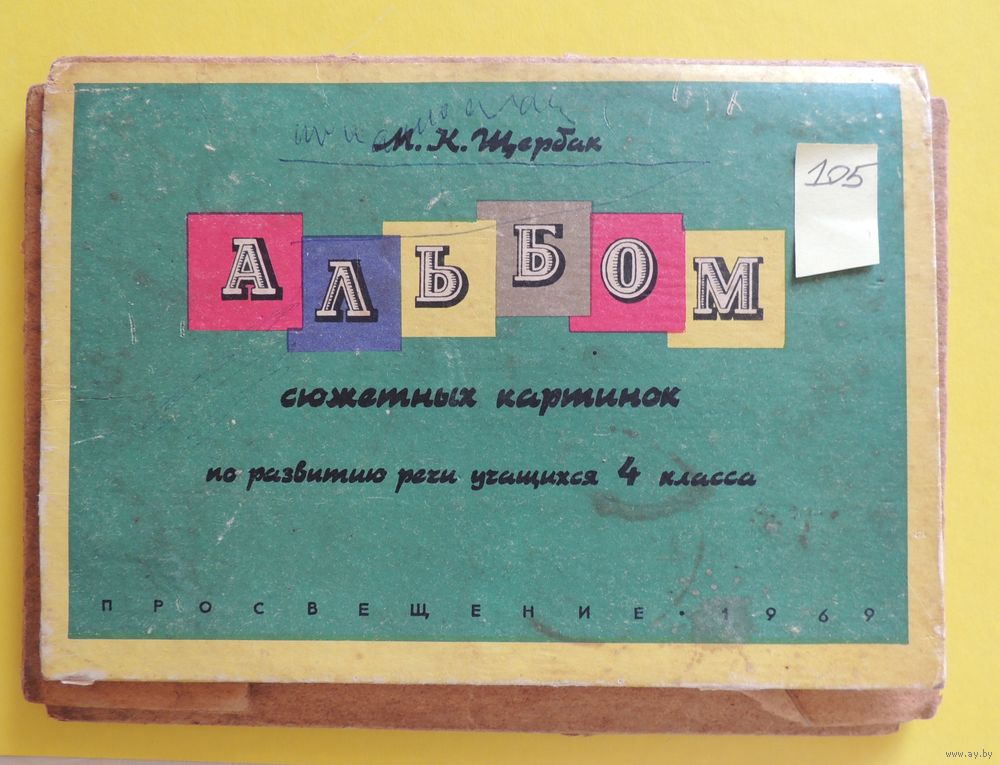 М. К. Щербак
105
АЛЬБОМ
сюжетных картинок
по развитию речи учащихся 4 класса
ПРОСВЕЩЕНИЕ • 1969
www.ay.by